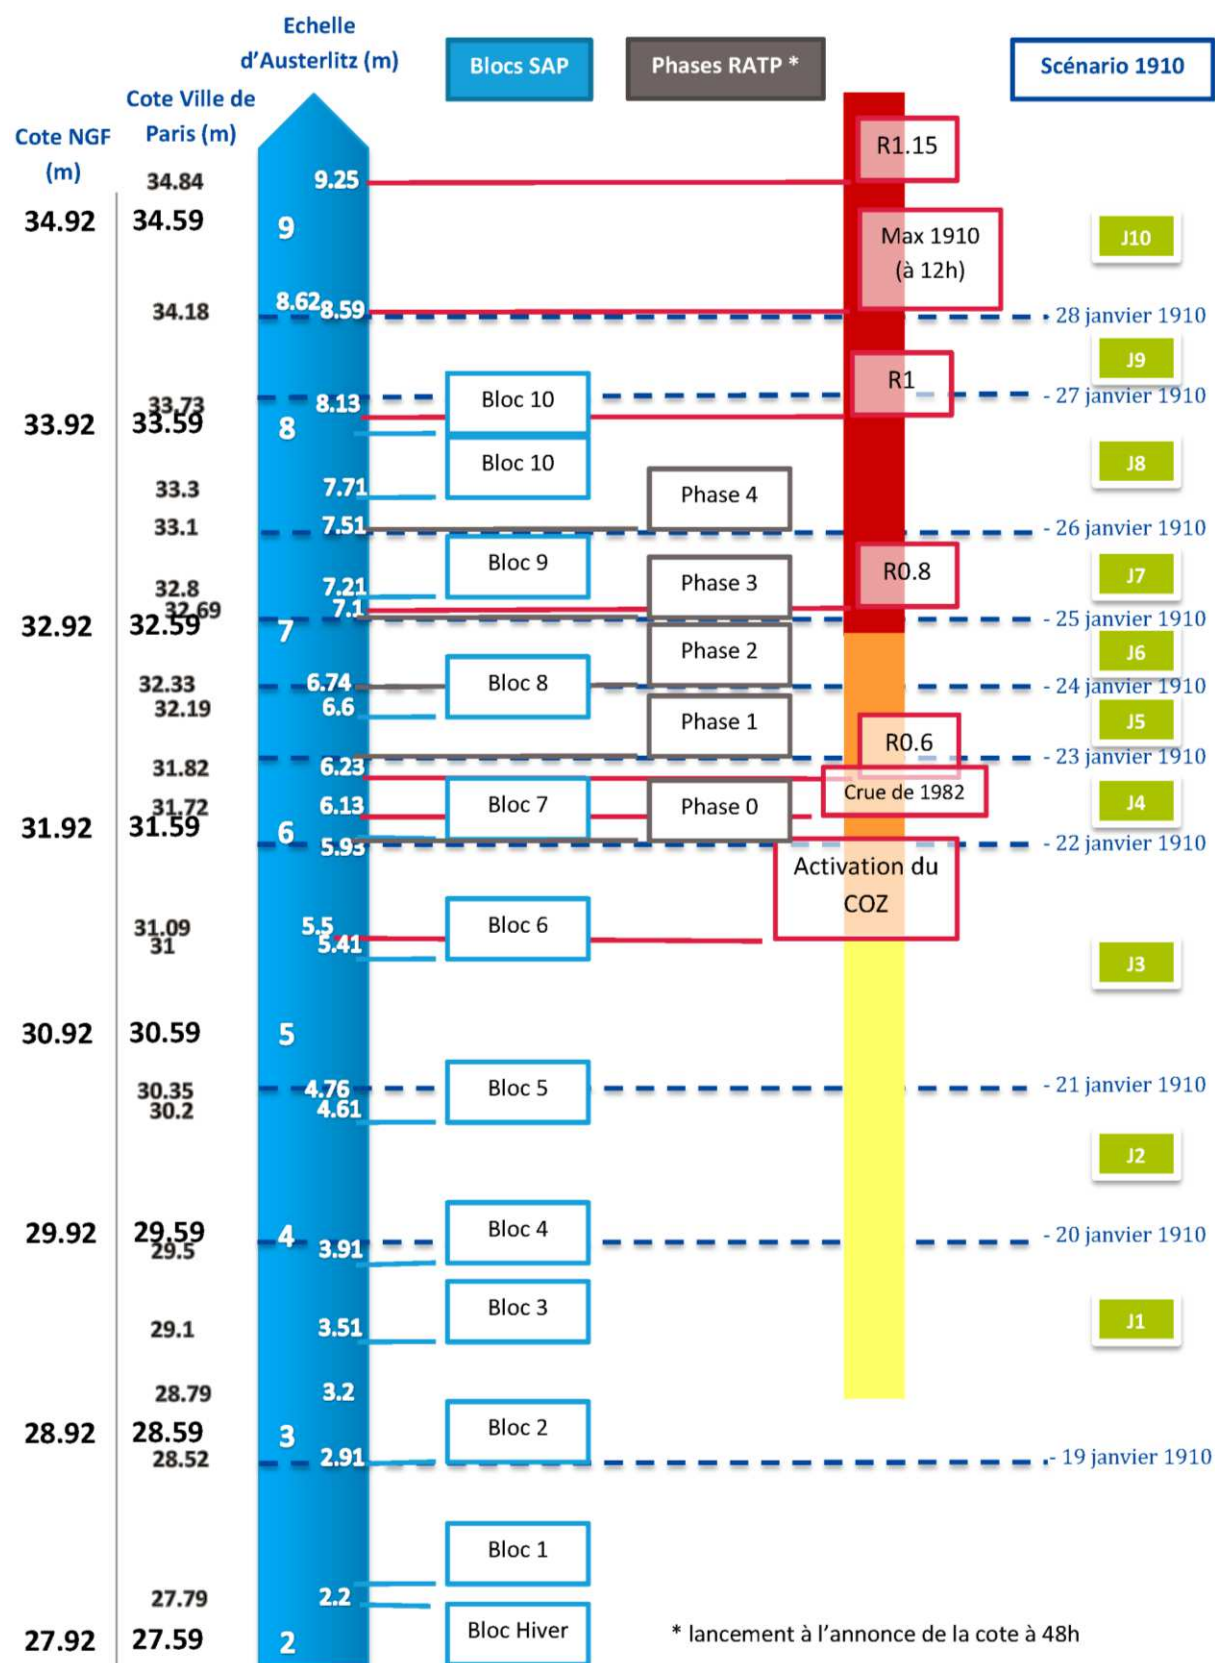 Echelle
d’Austerlitz (m)
Blocs SAP
Phases RATP *
Scénario 1910
Cote Ville de
Paris (m)
Cote NGF
(m)
R1.15
34.84
9.25
34.92
34.59
9
Max 1910
(à 12h)
J10
8.62
8.59
34.18
- 28 janvier 1910
J9
R1
33.73
8.13
Bloc 10
- 27 janvier 1910
33.92
33.59
8
Bloc 10
J8
33.3
7.71
Phase 4
33.1
7.51
- 26 janvier 1910
Bloc 9
R0.8
J7
32.8
7.21
Phase 3
32.69
7.1
- 25 janvier 1910
32.92
32.59
7
Phase 2
J6
32.33
6.74
Bloc 8
- 24 janvier 1910
32.19
6.6
Phase 1
J5
R0.6
- 23 janvier 1910
31.82
6.23
Crue de 1982
31.72
6.13
Bloc 7
Phase 0
J4
31.92
31.59
6
5.93
- 22 janvier 1910
Activation du
COZ
31.09
5.5
Bloc 6
31
5.41
J3
30.92
30.59
5
30.35
4.76
Bloc 5
- 21 janvier 1910
30.2
4.61
J2
29.92
29.59
4
Bloc 4
- 20 janvier 1910
29.5
3.91
Bloc 3
29.1
3.51
J1
28.79
3.2
28.92
28.59
3
Bloc 2
28.52
2.91
- 19 janvier 1910
Bloc 1
27.79
2.2
27.92
27.59
2
Bloc Hiver
* lancement à l’annonce de la cote à 48h